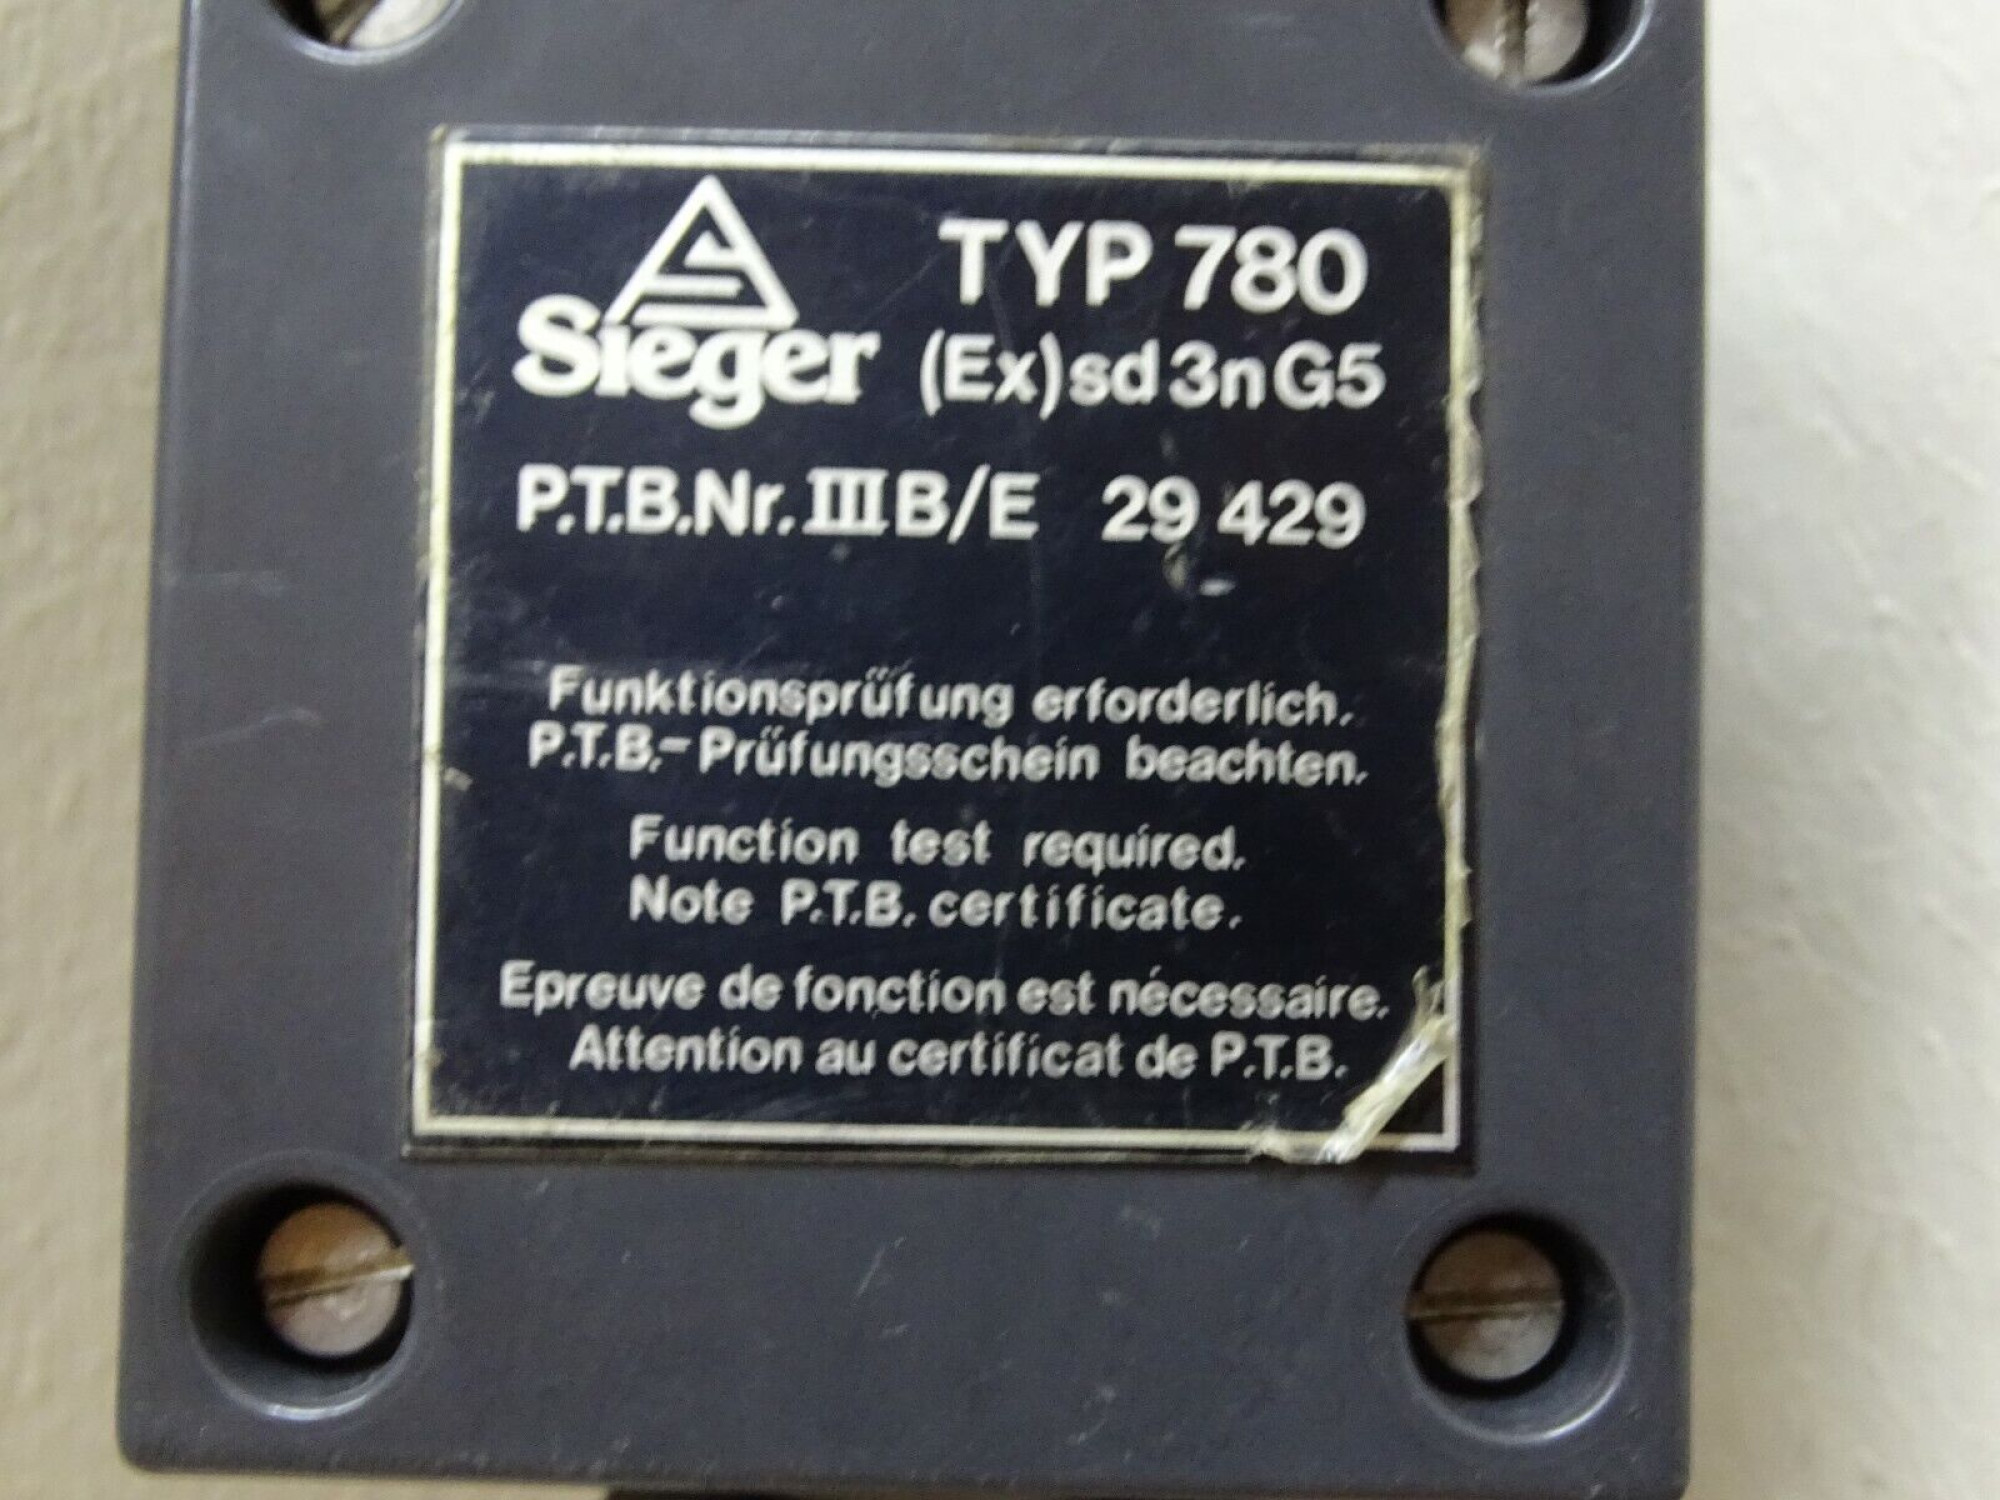 Sieger
TYP 780
(Ex)sd3nG5
P.T.B.Nr.IIIB/E 29 429
Funktionsprüfung erforderlich.
P.T.B.-Prüfungsschein beachten.
Function test required.
Note P.T.B. certificate.
Epreuve de fonction est nécessaire.
Attention au certificat de P.T.B.